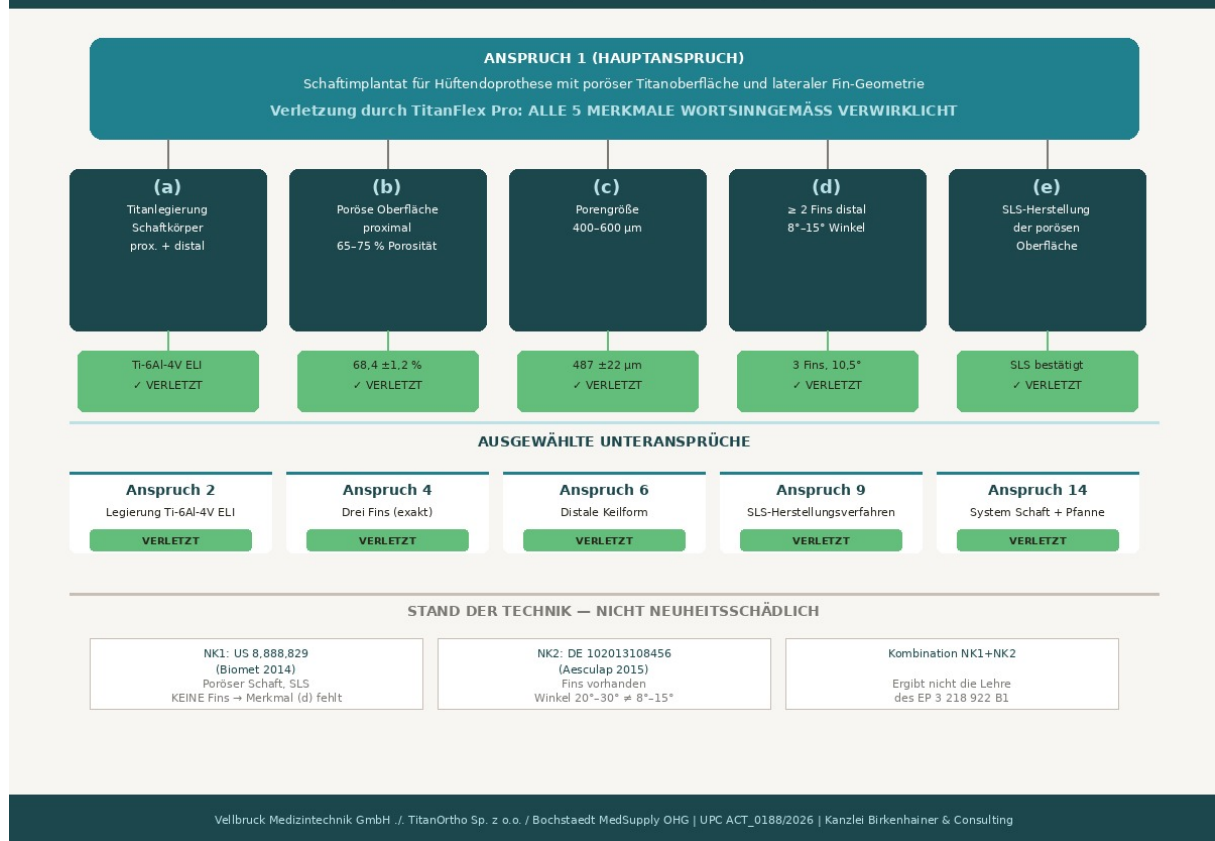 ANSPRUCH 1 (HAUPTANSPRUCH)
Schaftimplantat für Hüftendoprothese mit poröser Titanoberfläche und lateraler Fin-Geometrie
Verletzung durch TitanFlex Pro: ALLE 5 MERKMALE WORTSINNGEMÄSS VERWIRKLICHT
(a)
Titanlegierung
Schaftkörper
prox. + distal
(b)
Poröse Oberfläche
proximal
65–75 % Porosität
(c)
Porengröße
400–600 µm
(d)
≥ 2 Fins distal
8°–15° Winkel
(e)
SLS-Herstellung
der porösen
Oberfläche
Ti-6Al-4V ELI
✓ VERLETZT
68,4 ±1,2 %
✓ VERLETZT
487 ±22 µm
✓ VERLETZT
3 Fins, 10,5°
✓ VERLETZT
SLS bestätigt
✓ VERLETZT
AUSGEWÄHLTE UNTERANSPRÜCHE
Anspruch 2
Legierung Ti-6Al-4V ELI
VERLETZT
Anspruch 4
Drei Fins (exakt)
VERLETZT
Anspruch 6
Distale Keilform
VERLETZT
Anspruch 9
SLS-Herstellungsverfahren
VERLETZT
Anspruch 14
System Schaft + Pfanne
VERLETZT
STAND DER TECHNIK — NICHT NEUHEITSSCHÄDLICH
NK1: US 8,888,829
(Biomet 2014)
Poröser Schaft, SLS
KEINE Fins → Merkmal (d) fehlt
NK2: DE 102013108456
(Aesculap 2015)
Fins vorhanden
Winkel 20°–30° ≠ 8°–15°
Kombination NK1+NK2
Ergibt nicht die Lehre
des EP 3 218 922 B1
Vellbruck Medizintechnik GmbH ./. TitanOrtho Sp. z o.o. / Bochstaedt MedSupply OHG | UPC ACT_0188/2026 | Kanzlei Birkenhainer & Consulting